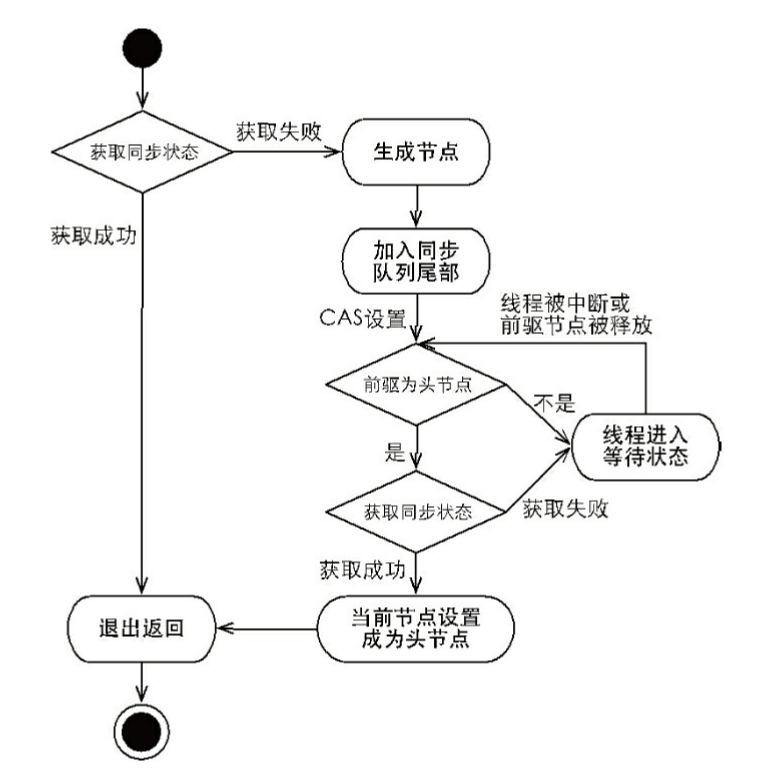 获取失败
获取同步状态
生成节点
获取成功
加入同步
队列尾部
线程被中断或
前驱节点被释放
CAS设置
前驱为头节点
不是
线程进入
等待状态
是
获取同步状态
获取失败
获取成功
退出返回
当前节点设置
成为头节点